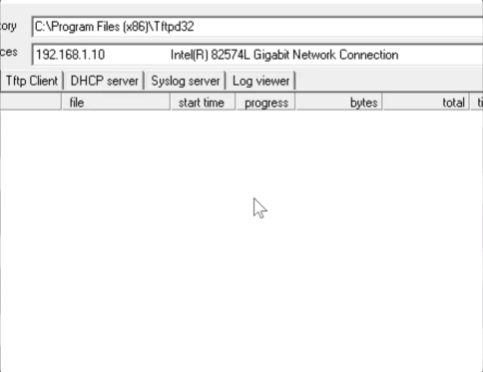 ory C:\Program Files (x86)\Tftpd32
ces 192.168.1.10 Intel(R) 82574L Gigabit Network Connection
Tftp Client DHCP server Syslog server Log viewer
file start time progress bytes total ti